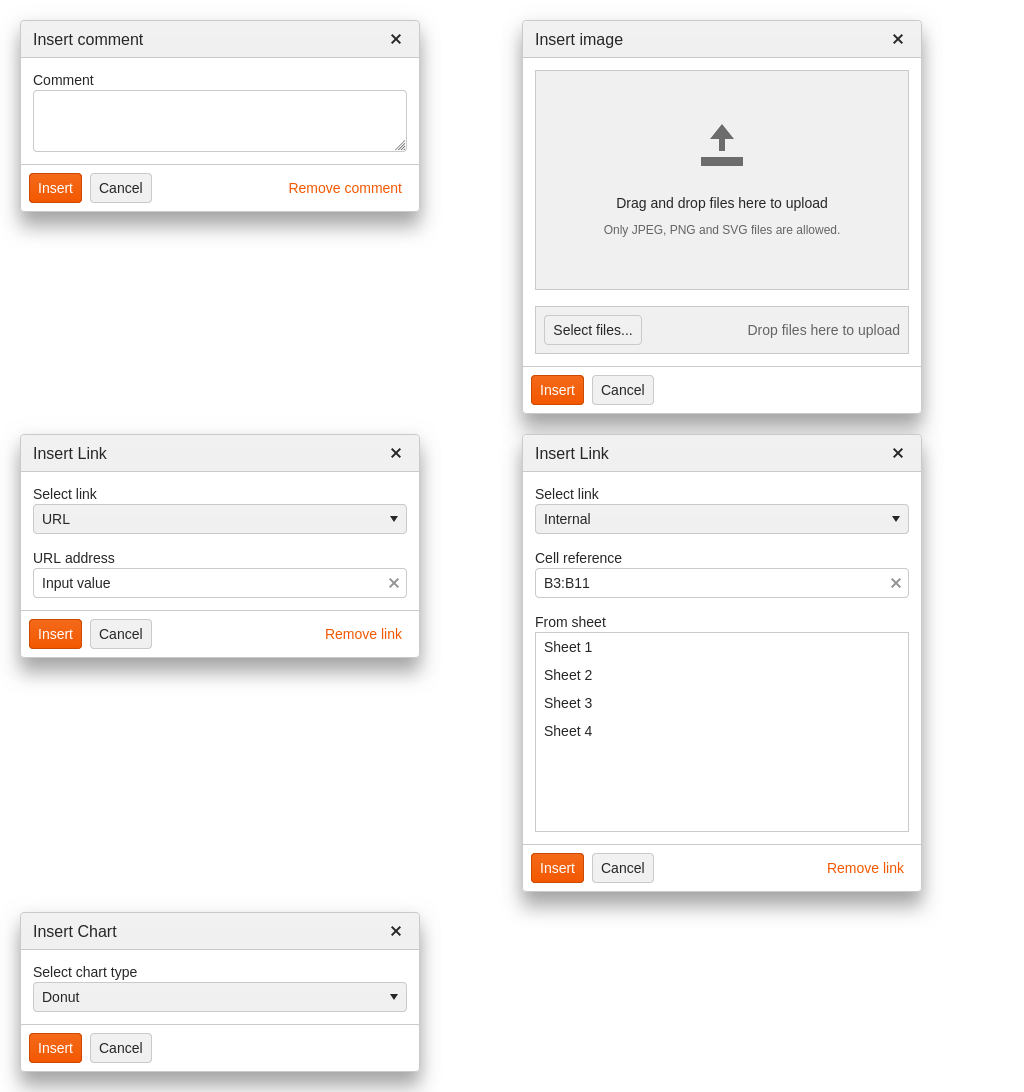 Insert comment
Comment
Insert Cancel Remove comment
Insert image
Drag and drop files here to upload
Only JPEG, PNG and SVG files are allowed.
Select files... Drop files here to upload
Insert Cancel
Insert Link
Select link
URL
URL address
Input value
Insert Cancel Remove link
Insert Link
Select link
Internal
Cell reference
B3:B11
From sheet
Sheet 1
Sheet 2
Sheet 3
Sheet 4
Insert Cancel Remove link
Insert Chart
Select chart type
Donut
Insert Cancel